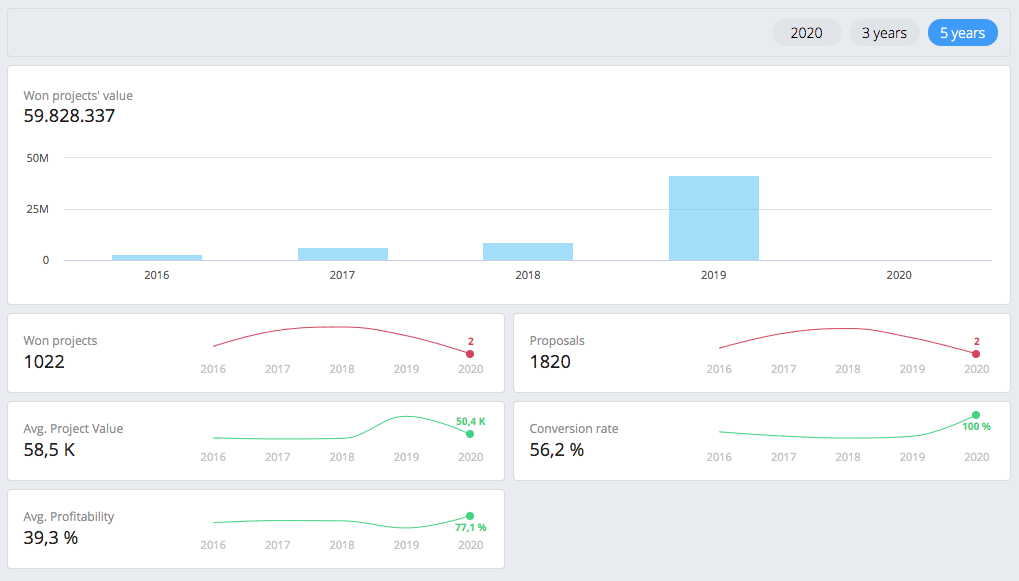 2020 3 years 5 years
Won projects' value
59.828.337
50M
25M
0
2016 2017 2018 2019 2020
Won projects
1022
2
2016 2017 2018 2019 2020
Proposals
1820
2
2016 2017 2018 2019 2020
Avg. Project Value
58,5 K
50,4 K
2016 2017 2018 2019 2020
Conversion rate
56,2 %
100 %
2016 2017 2018 2019 2020
Avg. Profitability
39,3 %
77,1 %
2016 2017 2018 2019 2020